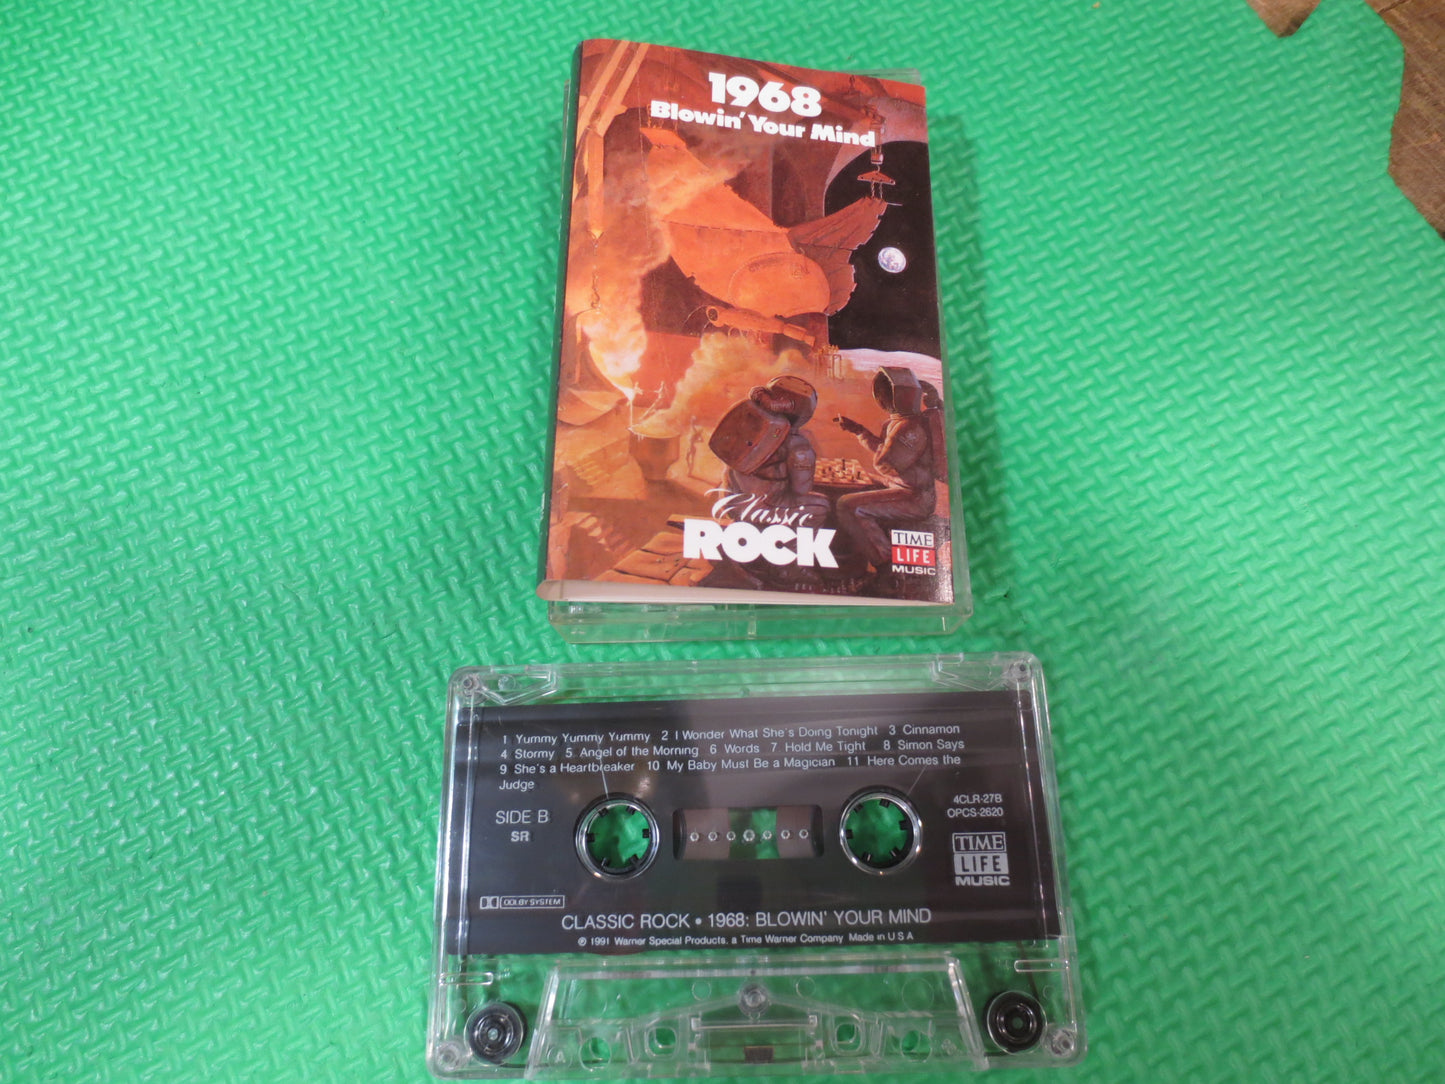 1968
Blowin' Your Mind
Classic
ROCK
TIME
LIFE
MUSIC
1 Yummy Yummy Yummy 2 I Wonder What She's Doing Tonight 3 Cinnamon
4 Stormy 5 Angel of the Morning 6 Words 7 Hold Me Tight 8 Simon Says
9 She's a Heartbreaker 10 My Baby Must Be a Magician 11 Here Comes the
Judge
SIDE B
SR
4CLR-27B
OPCS-2620
TIME
LIFE
MUSIC
DOLBY SYSTEM
CLASSIC ROCK • 1968: BLOWIN' YOUR MIND
℗ 1991 Warner Special Products, a Time Warner Company Made in U S A